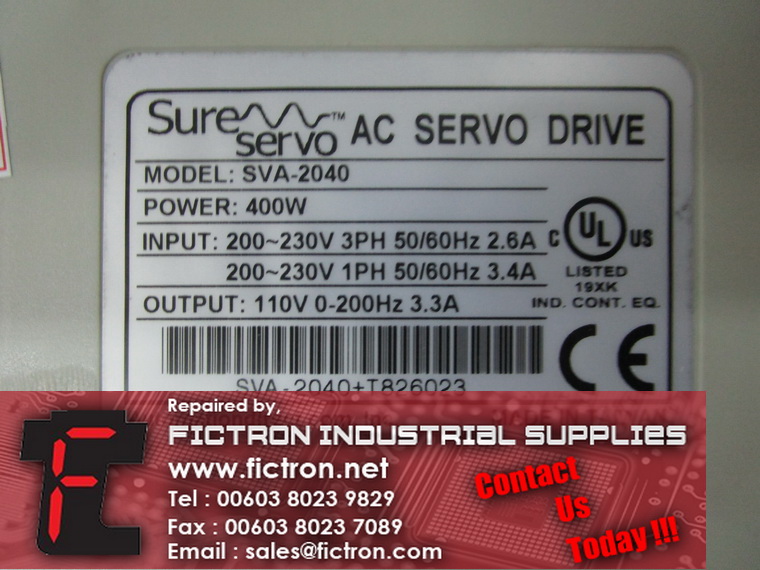 Sure servo™ AC SERVO DRIVE
MODEL: SVA-2040
POWER: 400W
INPUT: 200~230V 3PH 50/60Hz 2.6A
200~230V 1PH 50/60Hz 3.4A
OUTPUT: 110V 0-200Hz 3.3A
C UL US
LISTED
19XK
IND. CONT. EQ.
CE
SVA-2040+T826023
Repaired by,
FICTRON INDUSTRIAL SUPPLIES
www.fictron.net
Tel : 00603 8023 9829
Fax : 00603 8023 7089
Email : sales@fictron.com
Contact
Us
Today !!!